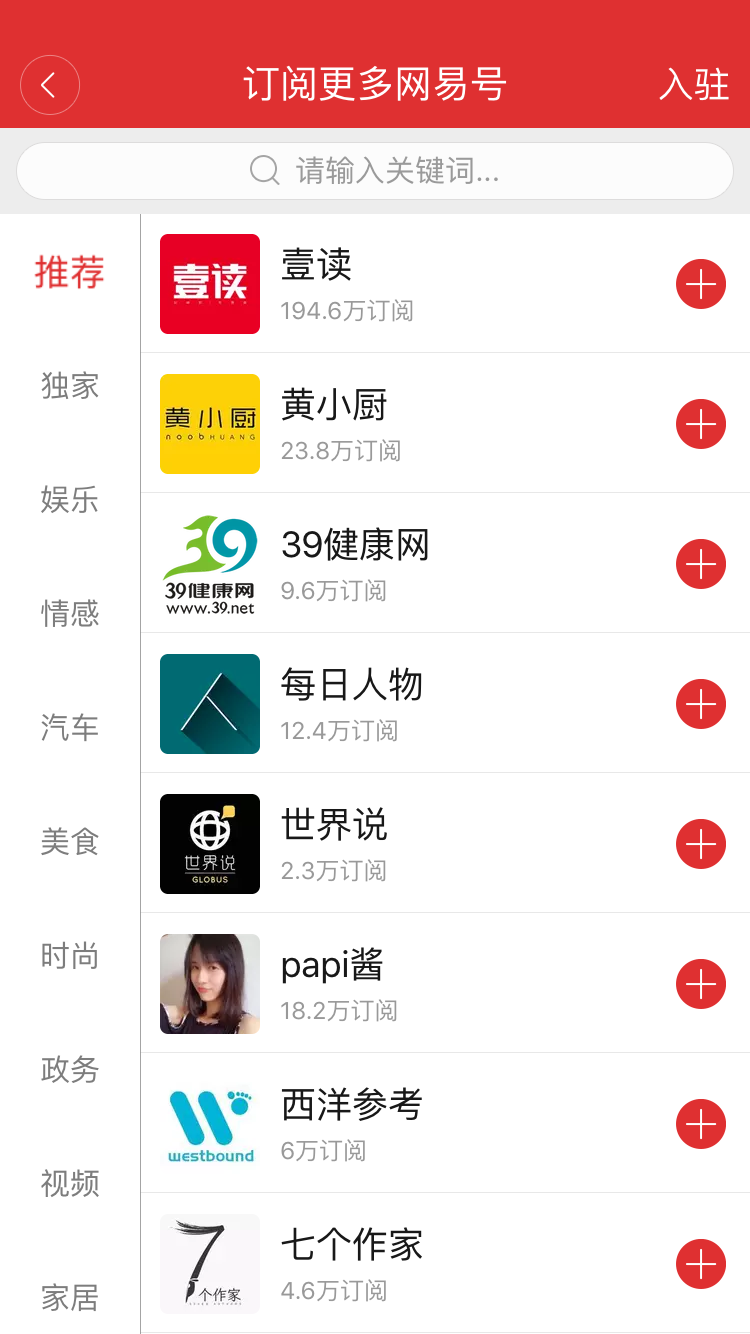 订阅更多网易号
入驻
请输入关键词...
推荐
独家
娱乐
情感
汽车
美食
时尚
政务
视频
家居
壹读
壹读
194.6万订阅
黄小厨
noobHUANG
黄小厨
23.8万订阅
39
39健康网
www.39.net
39健康网
9.6万订阅
每日人物
12.4万订阅
世界说
GLOBUS
世界说
2.3万订阅
papi酱
18.2万订阅
westbound
西洋参考
6万订阅
7
个作家
七个作家
4.6万订阅